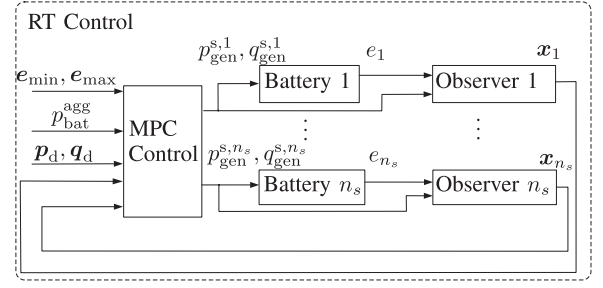 RT Control
p_gen^{s,1}, q_gen^{s,1}
e_1
x_1
e_min, e_max
Battery 1
Observer 1
p_bat^{agg}
MPC
Control
⋮
⋮
p_d, q_d
p_gen^{s,n_s}, q_gen^{s,n_s}
e_{n_s}
x_{n_s}
Battery n_s
Observer n_s